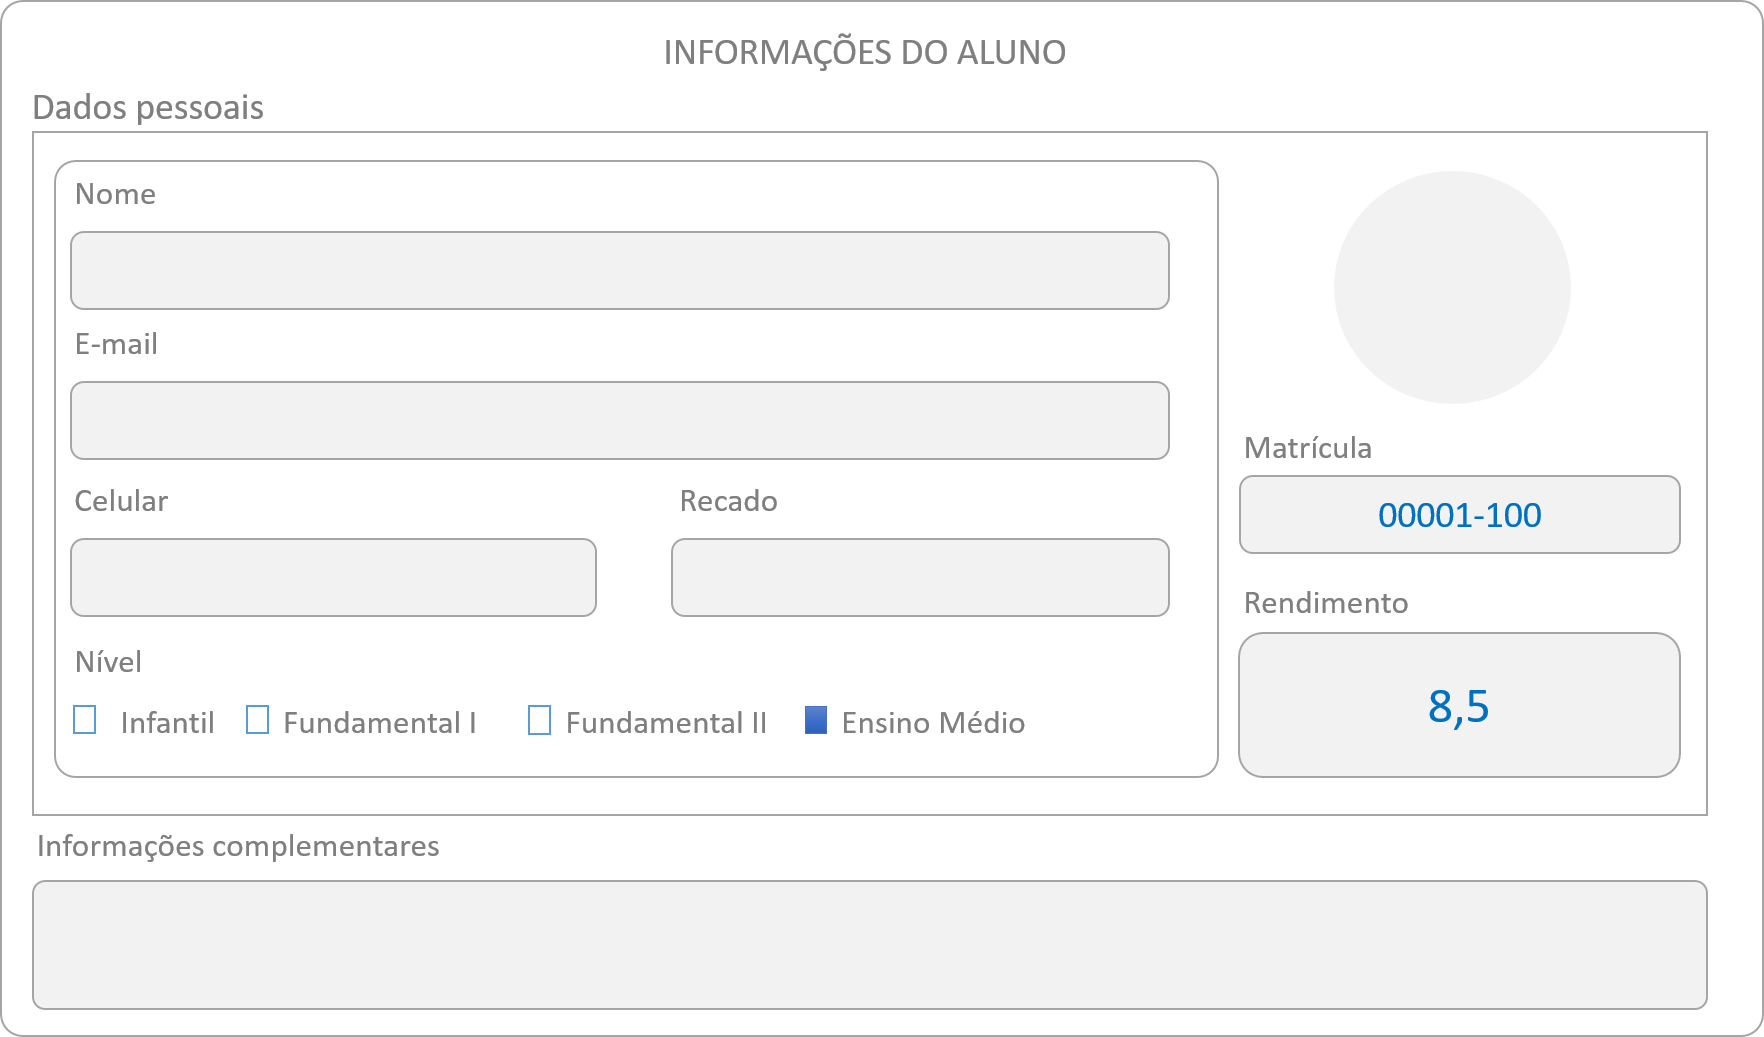 INFORMAÇÕES DO ALUNO
Dados pessoais
Nome
E-mail
Celular
Recado
Nível
Infantil
Fundamental I
Fundamental II
Ensino Médio
Matrícula
00001-100
Rendimento
8,5
Informações complementares